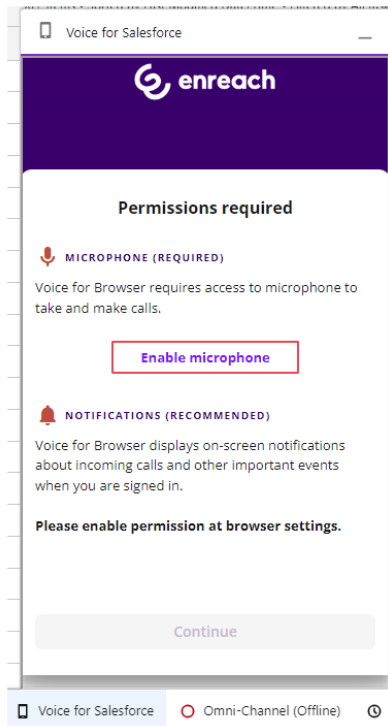 Voice for Salesforce
enreach
Permissions required
MICROPHONE (REQUIRED)
Voice for Browser requires access to microphone to
take and make calls.
Enable microphone
NOTIFICATIONS (RECOMMENDED)
Voice for Browser displays on-screen notifications
about incoming calls and other important events
when you are signed in.
Please enable permission at browser settings.
Continue
Voice for Salesforce Omni-Channel (Offline)